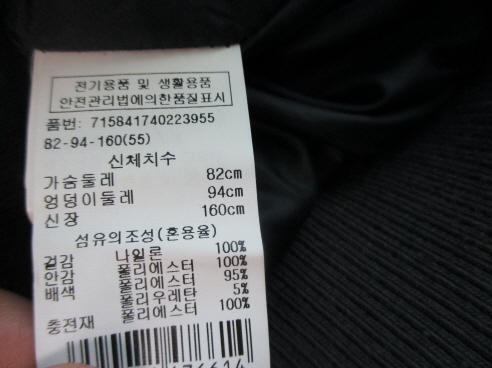 전기용품 및 생활용품
안전관리법에의한품질표시
품번: 715841740223955
82-94-160(55)
신체치수
가슴둘레 82cm
엉덩이둘레 94cm
신장 160cm
섬유의조성(혼용율)
겉감 나일론 100%
안감 폴리에스터 100%
배색 폴리에스터 95%
폴리우레탄 5%
충전재 폴리에스터 100%